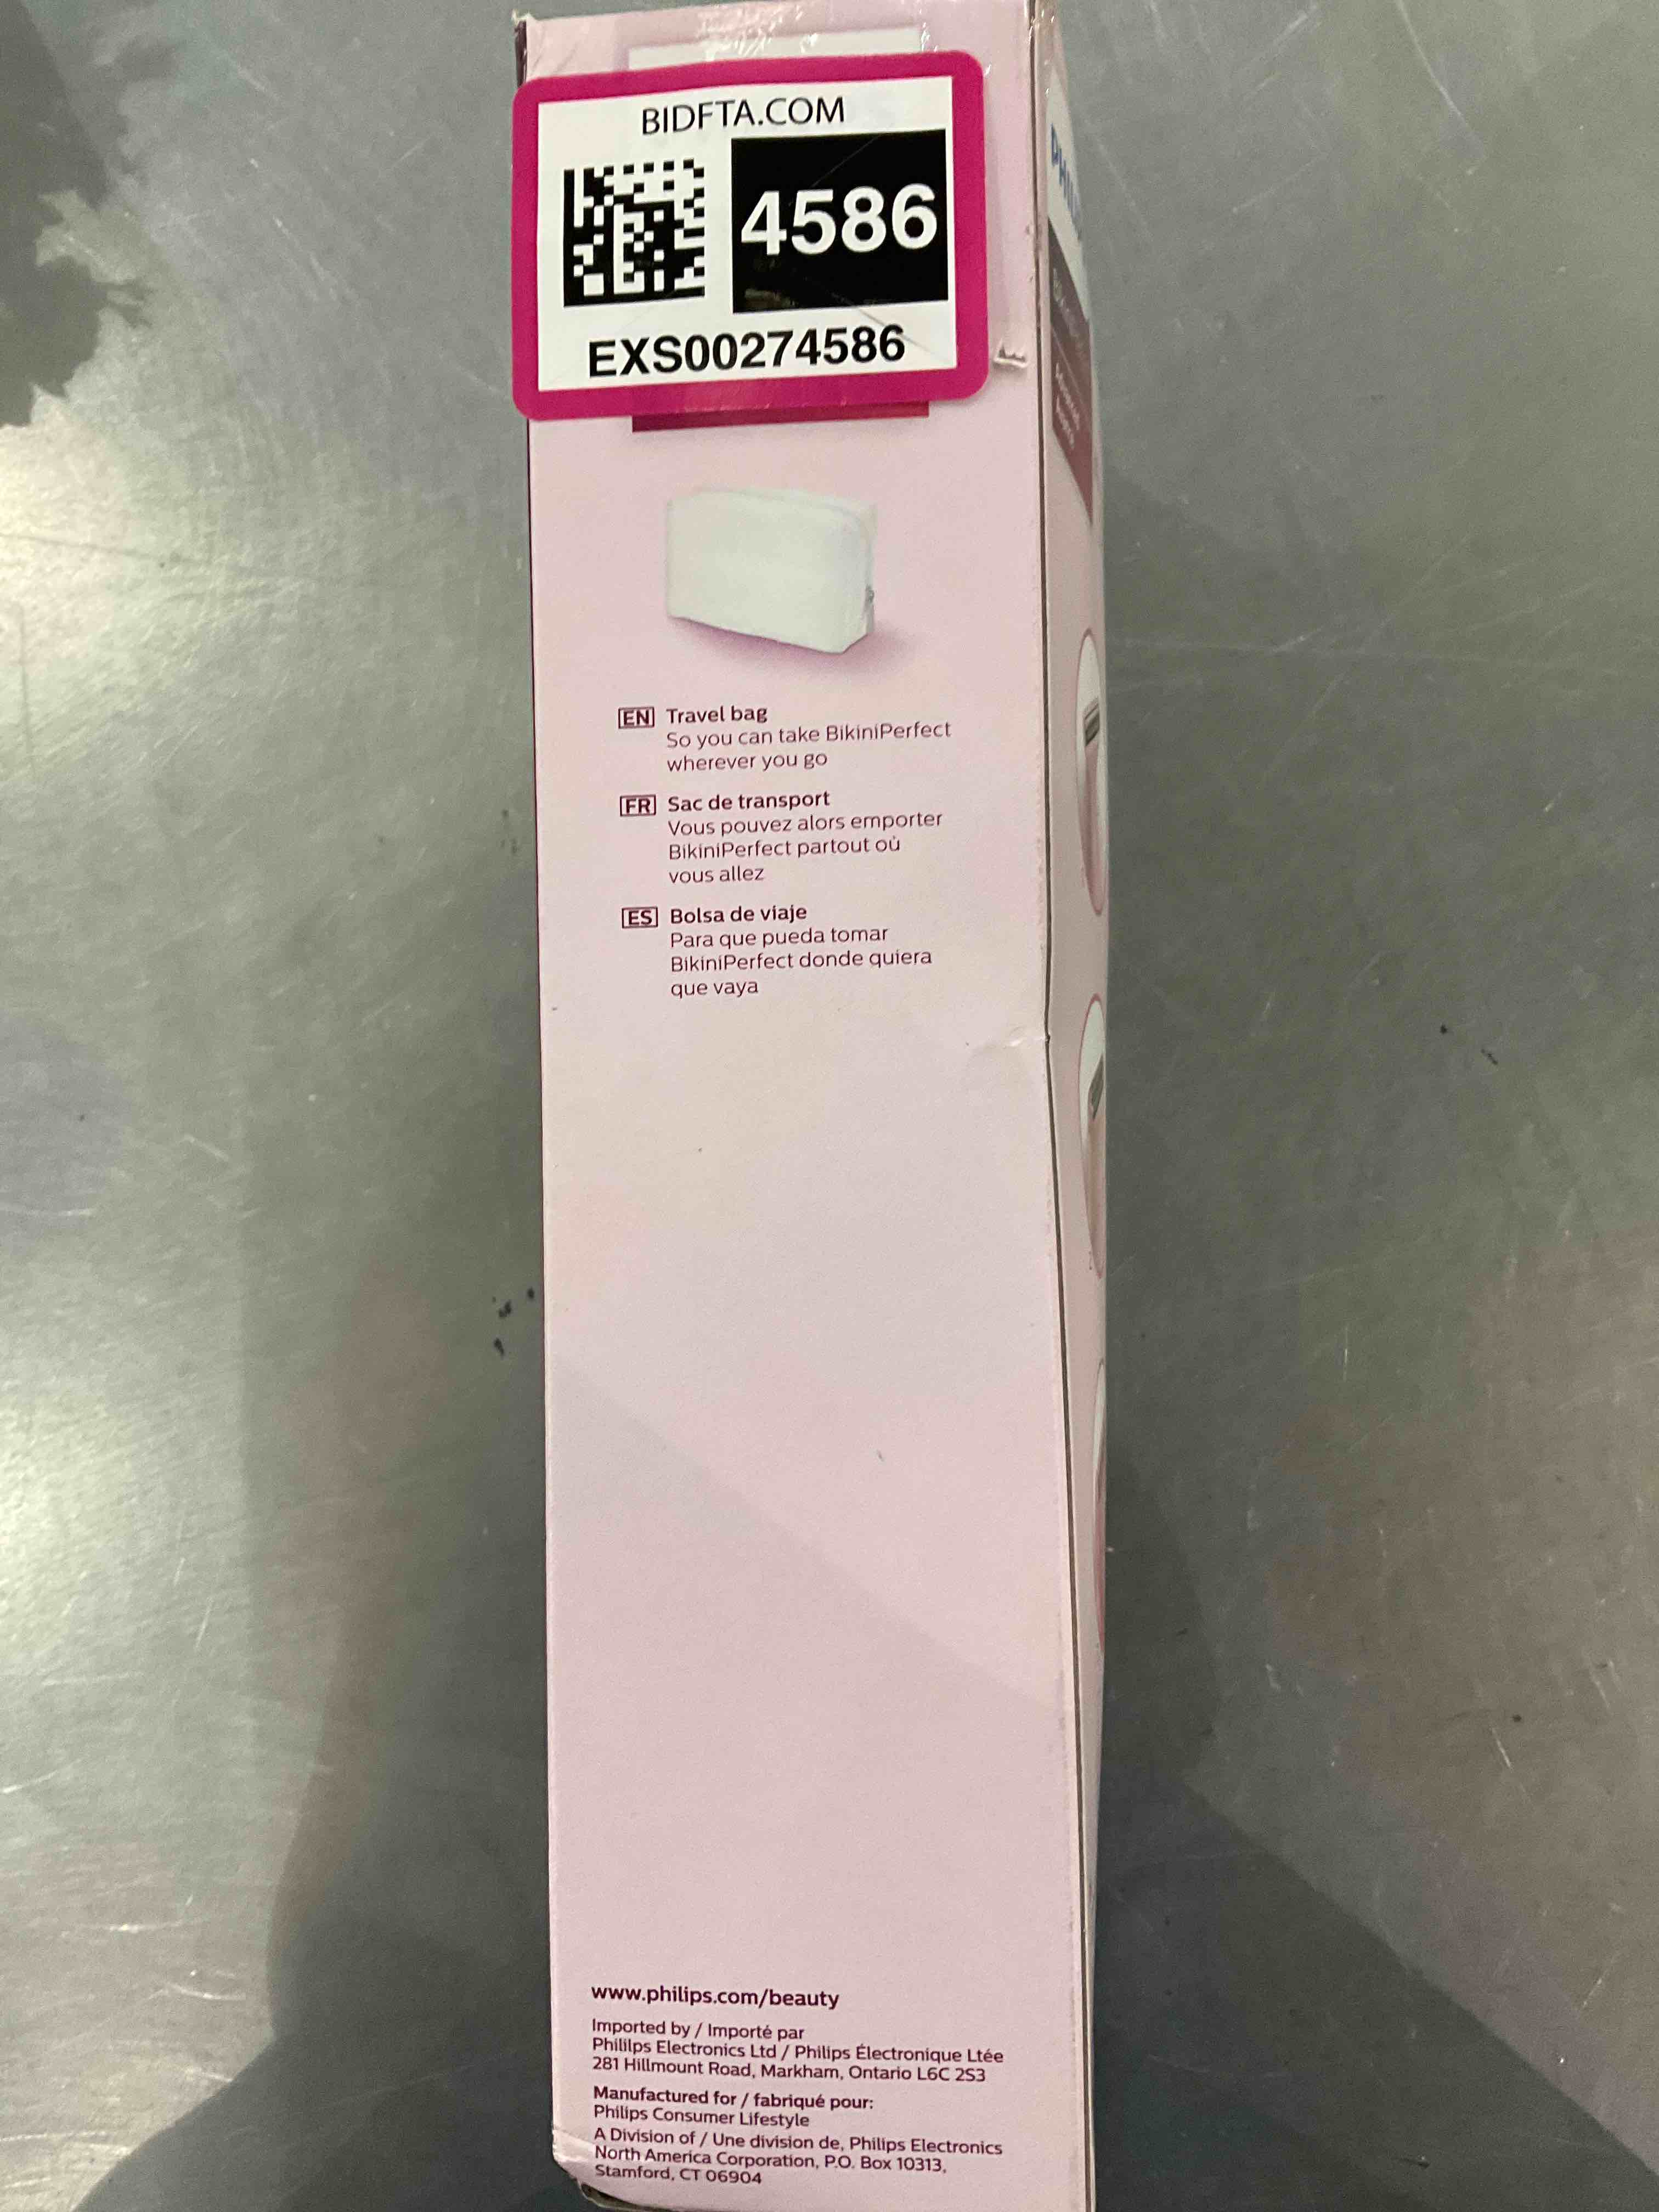 BIDFTA.COM
4586
EXS00274586
EN Travel bag
So you can take BikiniPerfect
wherever you go
FR Sac de transport
Vous pouvez alors emporter
BikiniPerfect partout où
vous allez
ES Bolsa de viaje
Para que pueda tomar
BikiniPerfect donde quiera
que vaya
www.philips.com/beauty
Imported by / Importé par
Phililps Electronics Ltd / Philips Électronique Ltée
281 Hillmount Road, Markham, Ontario L6C 2S3
Manufactured for / fabriqué pour:
Philips Consumer Lifestyle
A Division of / Une division de, Philips Electronics
North America Corporation, P.O. Box 10313,
Stamford, CT 06904